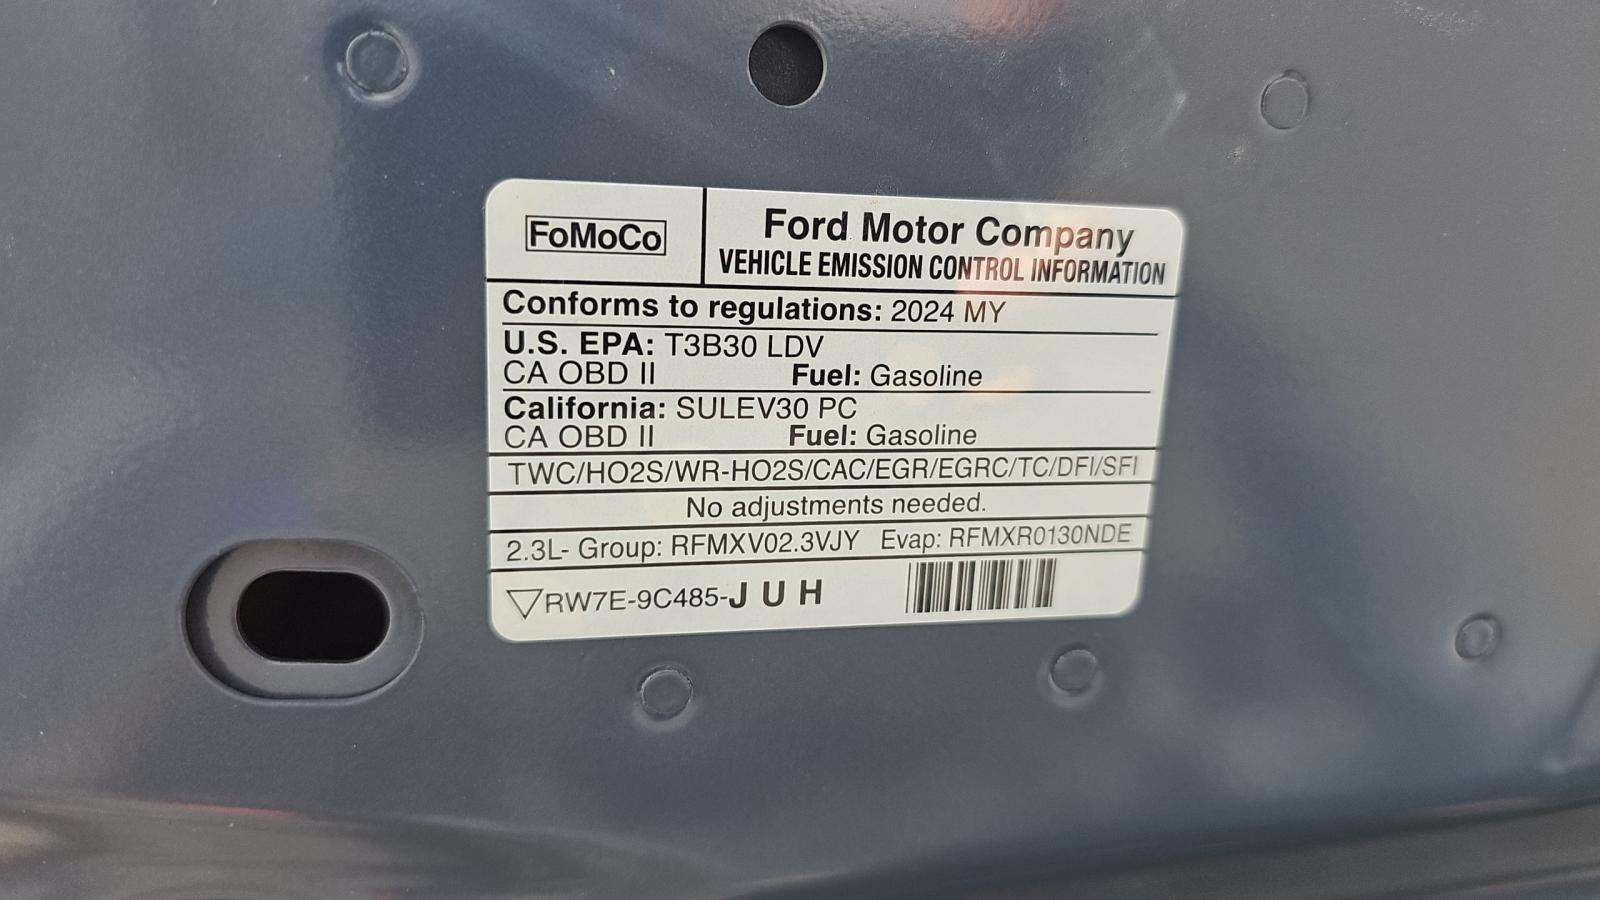 FoMoCo
Ford Motor Company
VEHICLE EMISSION CONTROL INFORMATION
Conforms to regulations: 2024 MY
U.S. EPA: T3B30 LDV
CA OBD II Fuel: Gasoline
California: SULEV30 PC
CA OBD II Fuel: Gasoline
TWC/HO2S/WR-HO2S/CAC/EGR/EGRC/TC/DFI/SFI
No adjustments needed.
2.3L- Group: RFMXV02.3VJY Evap: RFMXR0130NDE
RW7E-9C485-J U H